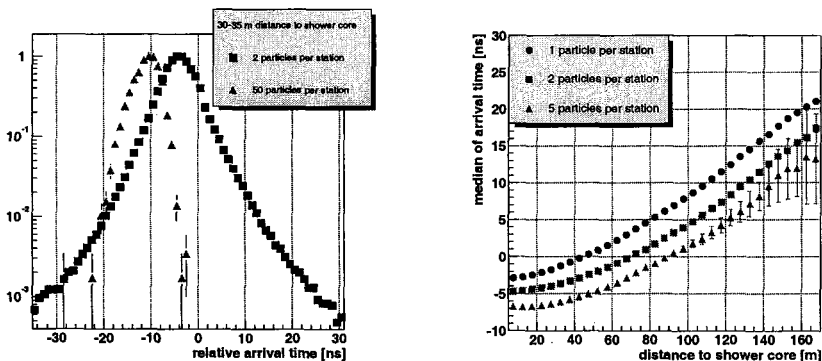 30-35 m distance to shower core
2 particles per station
50 particles per station
1
10-1
10-2
10-3
-30 -20 -10 0 10 20 30
relative arrival time [ns]
median of arrival time [ns]
30
25
20
15
10
5
0
-5
-10
1 particle per station
2 particles per station
5 particles per station
20 40 60 80 100 120 140 160
distance to shower core [m]